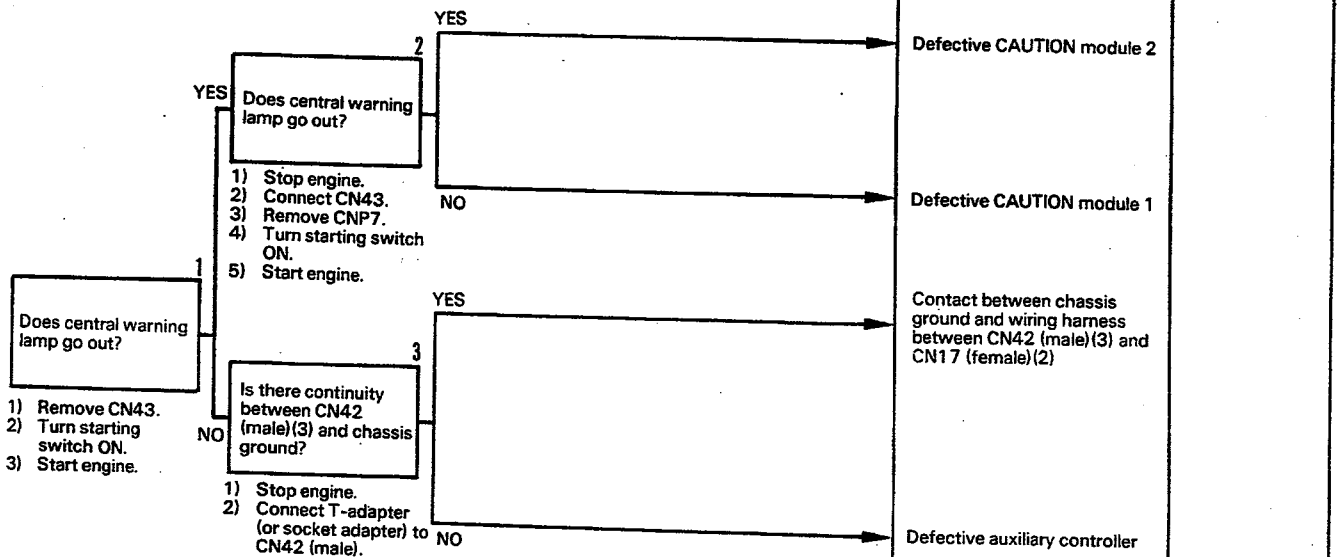 1
Does central warning
lamp go out?
1) Remove CN43.
2) Turn starting
switch ON.
3) Start engine.
YES
2
Does central warning
lamp go out?
1) Stop engine.
2) Connect CN43.
3) Remove CNP7.
4) Turn starting switch
ON.
5) Start engine.
YES
Defective CAUTION module 2
NO
Defective CAUTION module 1
NO
3
Is there continuity
between CN42
(male)(3) and chassis
ground?
1) Stop engine.
2) Connect T-adapter
(or socket adapter) to
CN42 (male).
YES
Contact between chassis
ground and wiring harness
between CN42 (male)(3) and
CN17 (female)(2)
NO
Defective auxiliary controller